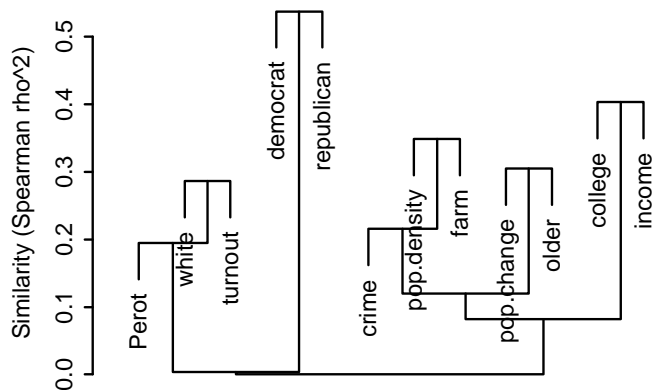 Similarity (Spearman rho^2)
0.5
0.4
0.3
0.2
0.1
0.0
Perot
white
turnout
democrat
republican
crime
pop.density
farm
pop.change
older
college
income